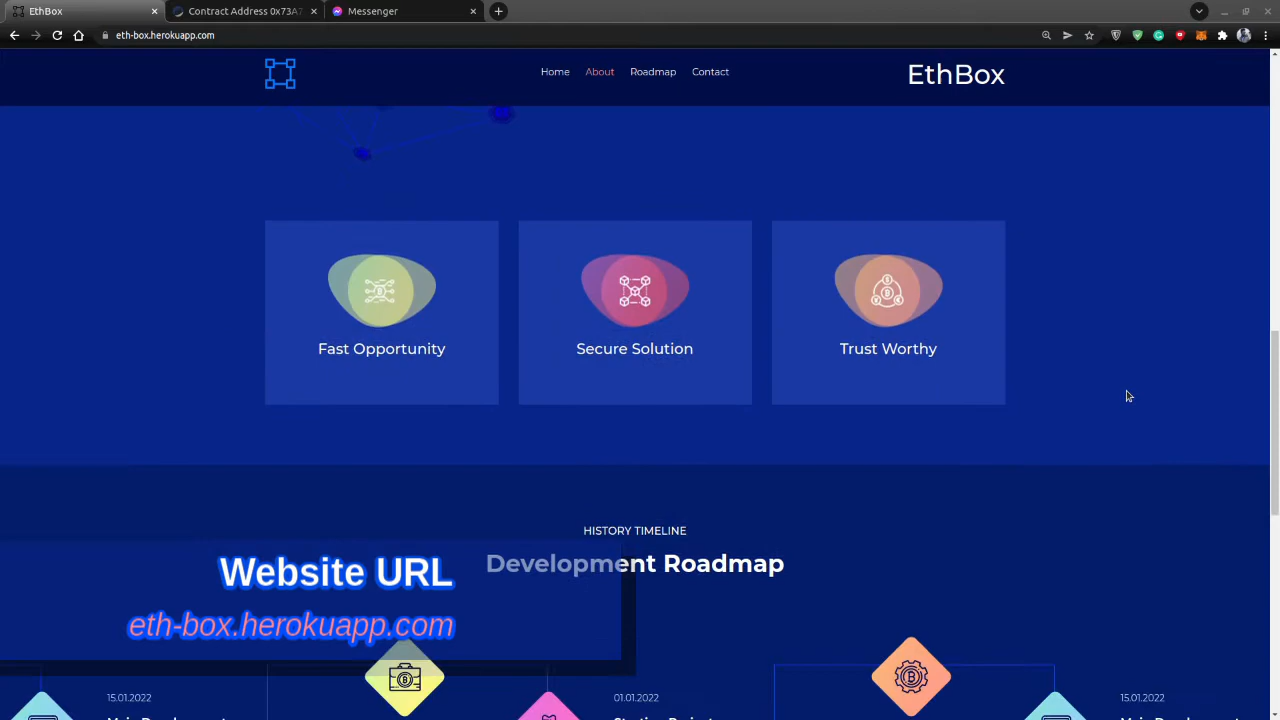 EthBox
Contract Address 0x73A7
Messenger
eth-box.herokuapp.com
Home About Roadmap Contact
EthBox
Fast Opportunity
Secure Solution
Trust Worthy
HISTORY TIMELINE
Development Roadmap
Website URL
eth-box.herokuapp.com
15.01.2022
01.01.2022
15.01.2022